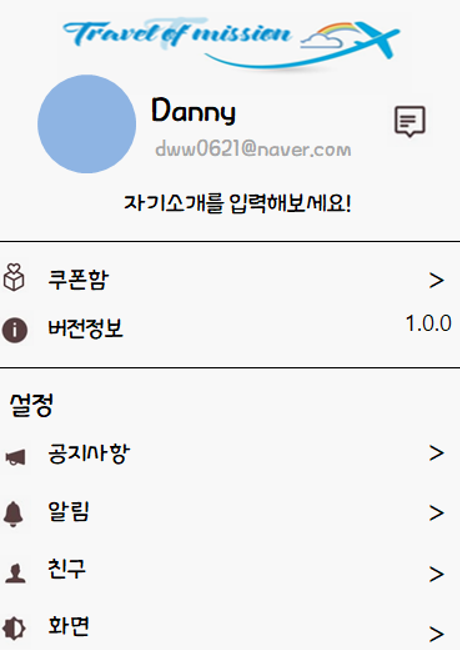 Travel of mission
Danny
dww0621@naver.com
자기소개를 입력해보세요!
쿠폰함 >
버전정보 1.0.0
설정
공지사항 >
알림 >
친구 >
화면 >